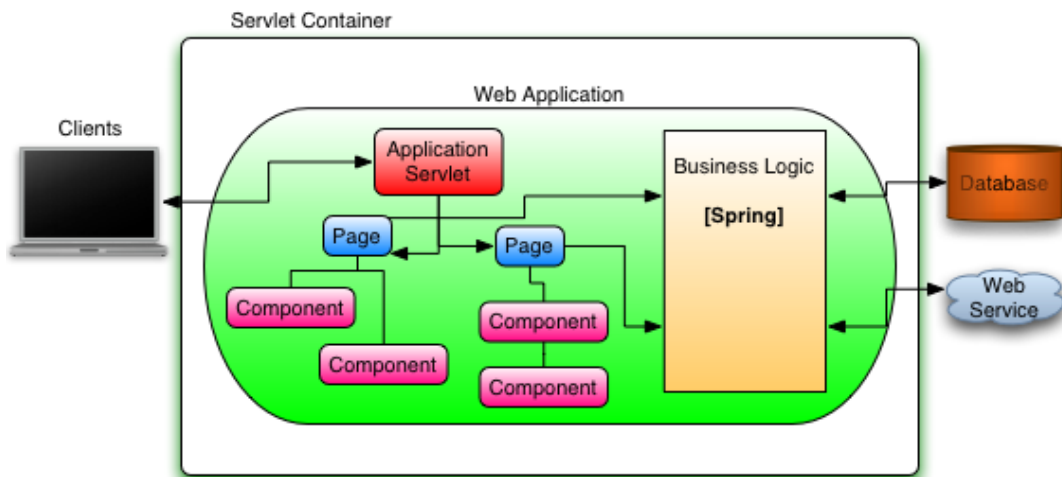 Servlet Container
Web Application
Clients
Application
Servlet
Business Logic
[Spring]
Database
Page
Page
Web
Service
Component
Component
Component
Component